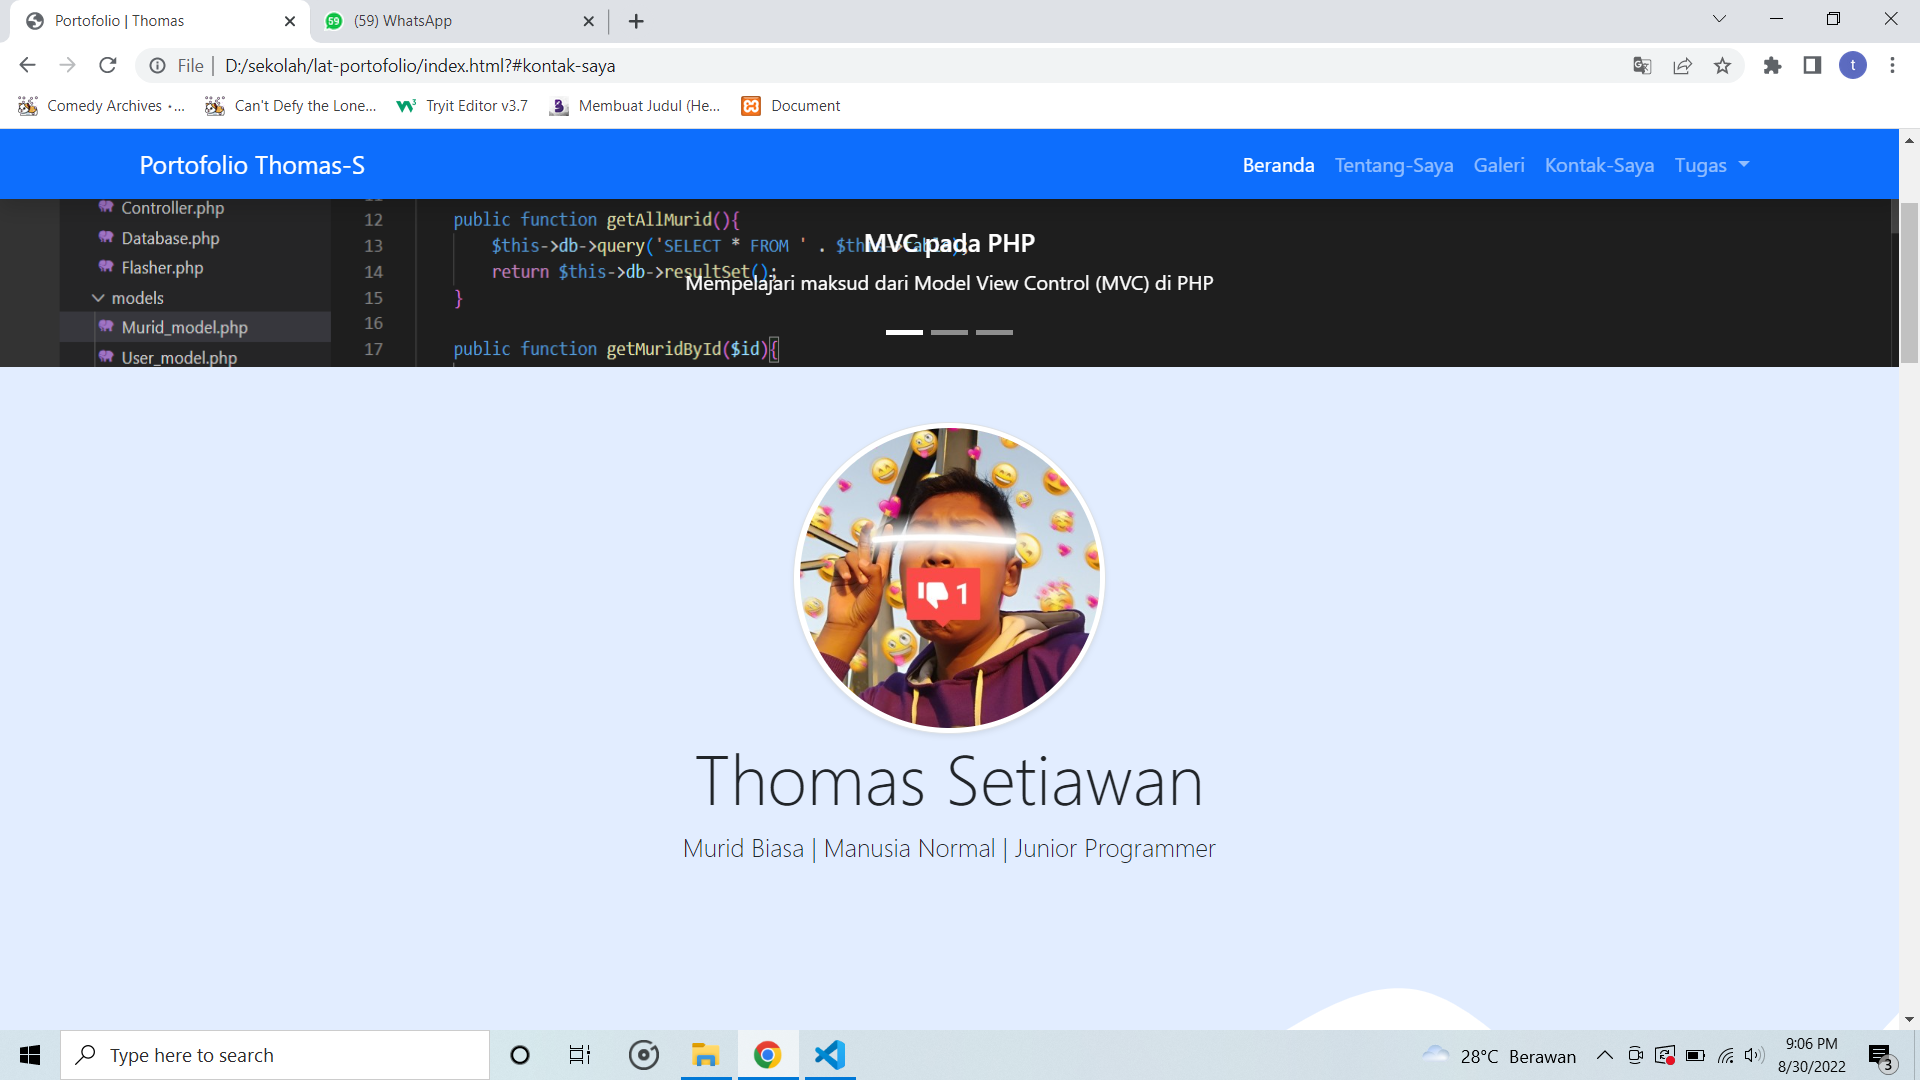 Portofolio | Thomas
59
(59) WhatsApp
File
D:/sekolah/lat-portofolio/index.html?#kontak-saya
t
Comedy Archives •...
Can't Defy the Lone...
Tryit Editor v3.7
Membuat Judul (He...
Document
Portofolio Thomas-S
Beranda
Tentang-Saya
Galeri
Kontak-Saya
Tugas
Controller.php
Database.php
Flasher.php
models
Murid_model.php
User_model.php
12 public function getAllMurid(){
13 $this->db->query('SELECT * FROM ' .
14 return $this->db->resultSet();
15 }
16
17 public function getMuridById($id){
MVC pada PHP
Mempelajari maksud dari Model View Control (MVC) di PHP
1
Thomas Setiawan
Murid Biasa | Manusia Normal | Junior Programmer
Type here to search
28°C Berawan
9:06 PM
8/30/2022
3